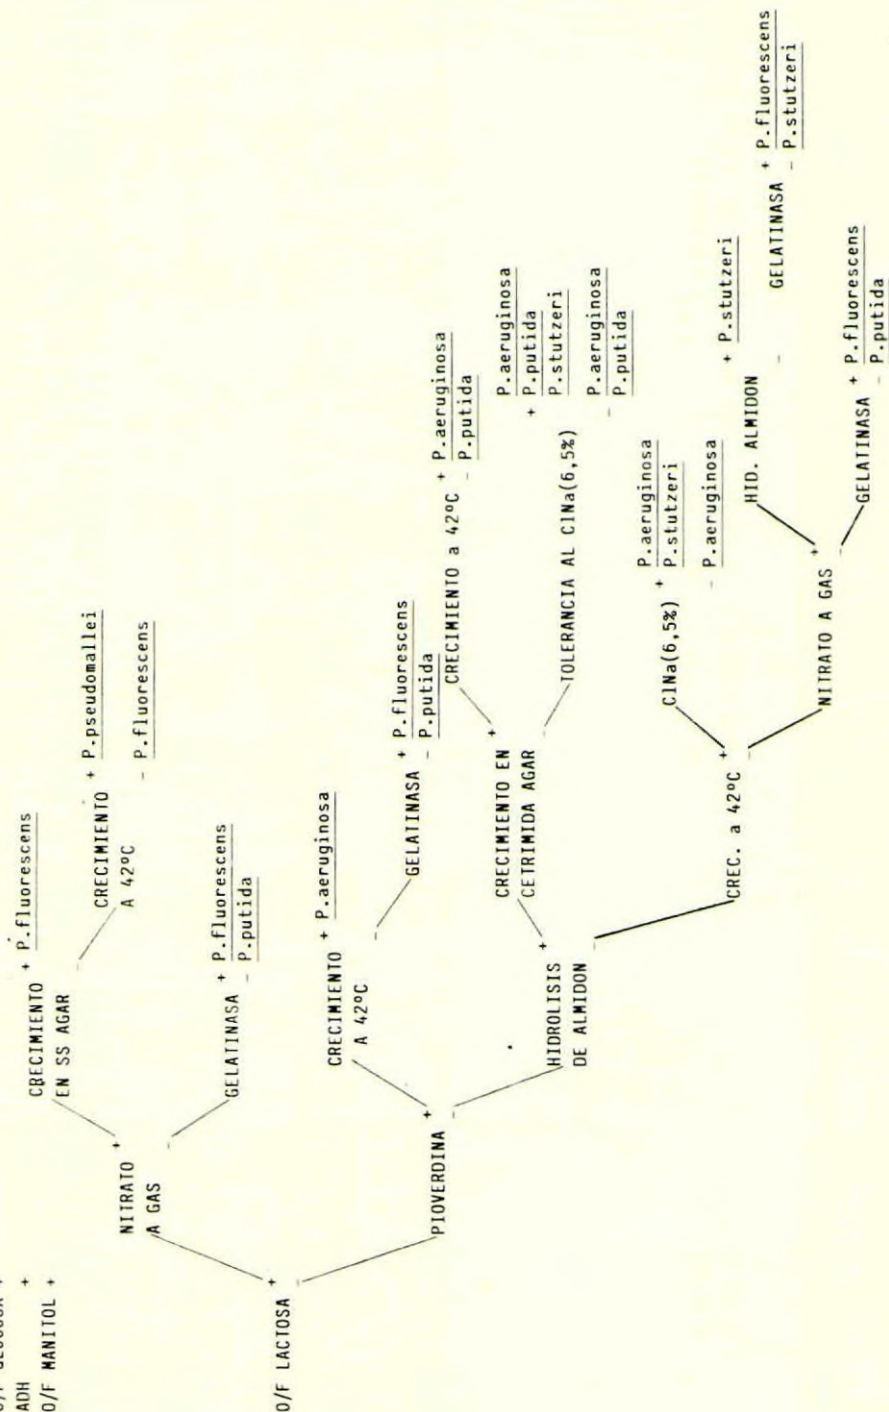 O/F GLUCOSA +
ADH +
O/F MANITOL +
O/F LACTOSA +
-
NITRATO +
A GAS -
CRECIMIENTO + P.fluorescens
EN SS AGAR -
CRECIMIENTO + P.pseudomallei
A 42ºC
- P.fluorescens
GELATINASA + P.fluorescens
- P.putida
PIOVERDINA +
-
CRECIMIENTO + P.aeruginosa
A 42ºC -
GELATINASA + P.fluorescens
- P.putida
HIDROLISIS +
DE ALMIDON -
CRECIMIENTO EN +
CETRIMIDA AGAR -
CRECIMIENTO a 42ºC + P.aeruginosa
- P.putida
TOLERANCIA AL ClNa(6,5%)
P.aeruginosa
+ P.putida
P.stutzeri
P.aeruginosa
- P.putida
CREC. a 42ºC +
-
ClNa(6,5%) + P.aeruginosa
P.stutzeri
- P.aeruginosa
NITRATO A GAS +
-
HID. ALMIDON + P.stutzeri
-
GELATINASA + P.fluorescens
- P.stutzeri
GELATINASA + P.fluorescens
- P.putida